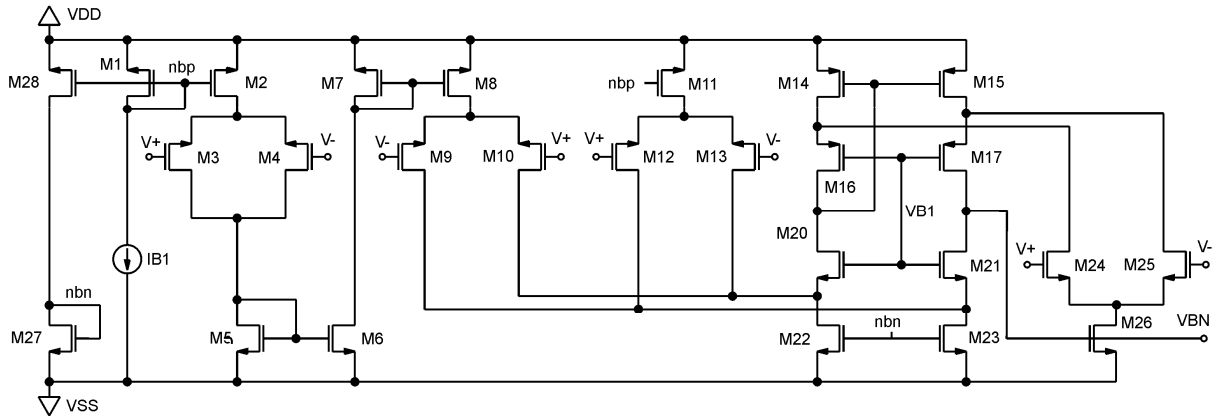 VDD
M28
M1
nbp
M2
M7
M8
nbp
M11
M14
M15
V+
M3
M4
V-
V-
M9
M10
V+
V+
M12
M13
V-
M16
M17
VB1
M20
IB1
M21
V+
M24
M25
V-
nbn
M27
M5
M6
M22
nbn
M23
M26
VBN
VSS